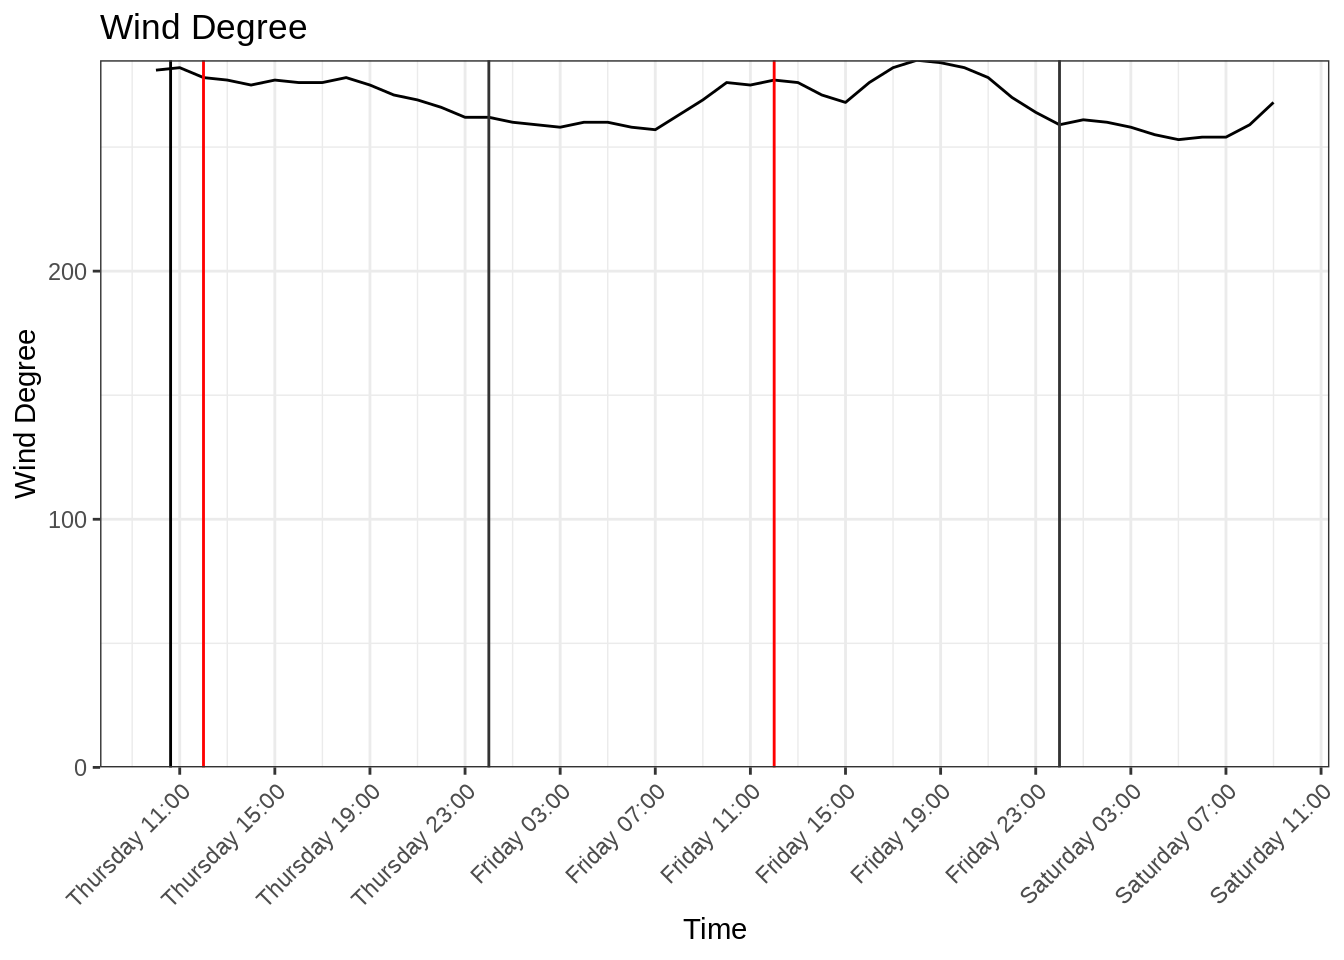 Wind Degree
Wind Degree
200
100
0
Thursday 11:00
Thursday 15:00
Thursday 19:00
Thursday 23:00
Friday 03:00
Friday 07:00
Friday 11:00
Friday 15:00
Friday 19:00
Friday 23:00
Saturday 03:00
Saturday 07:00
Saturday 11:00
Time